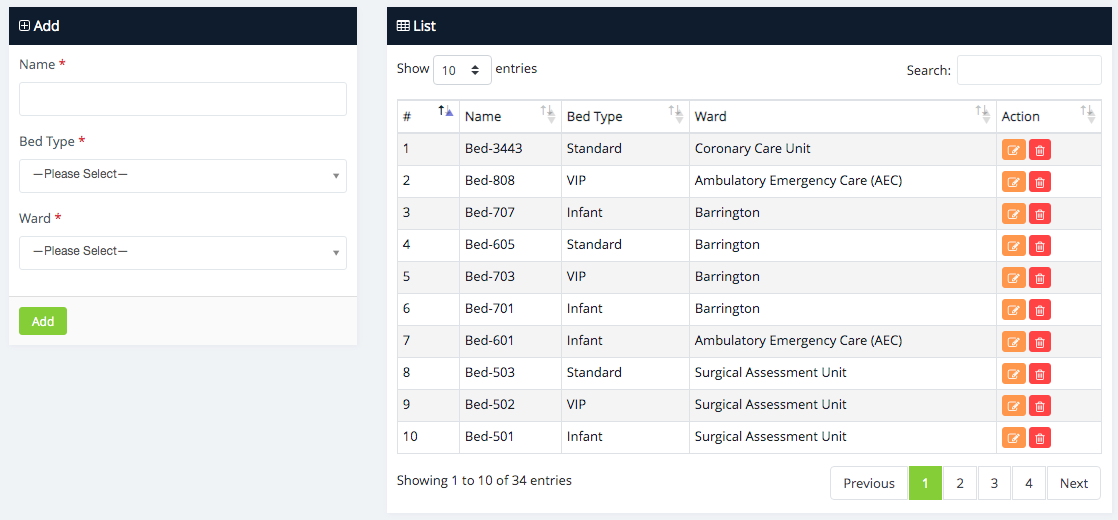 Add
Name *
Bed Type *
—Please Select—
Ward *
—Please Select—
Add
List
Show 10 entries Search:
# Name Bed Type Ward Action
1 Bed-3443 Standard Coronary Care Unit
2 Bed-808 VIP Ambulatory Emergency Care (AEC)
3 Bed-707 Infant Barrington
4 Bed-605 Standard Barrington
5 Bed-703 VIP Barrington
6 Bed-701 Infant Barrington
7 Bed-601 Infant Ambulatory Emergency Care (AEC)
8 Bed-503 Standard Surgical Assessment Unit
9 Bed-502 VIP Surgical Assessment Unit
10 Bed-501 Infant Surgical Assessment Unit
Showing 1 to 10 of 34 entries Previous 1 2 3 4 Next